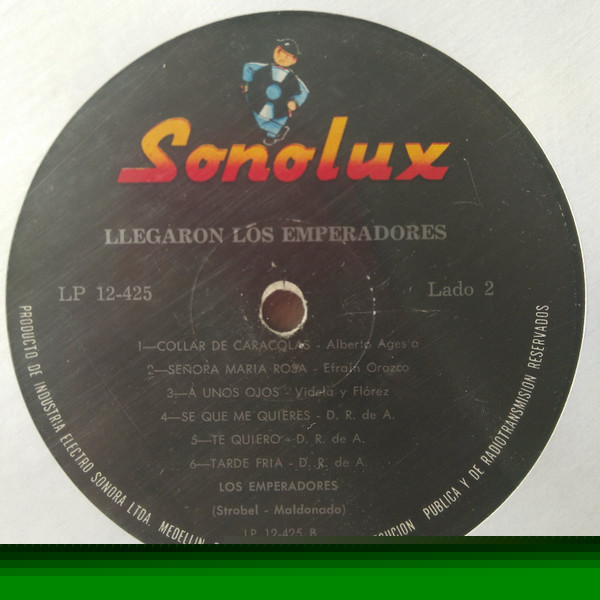 Sonolux
LLEGARON LOS EMPERADORES
LP 12-425
Lado 2
1—COLLAR DE CARACOLAS - Alberto Agesta
2—SEÑORA MARIA ROSA - Efraín Orozco
3—A UNOS OJOS - Videla y Flórez
4—SE QUE ME QUIERES - D. R. de A.
5—TE QUIERO - D. R. de A.
6—TARDE FRIA - D. R. de A.
LOS EMPERADORES
(Strobel - Maldonado)
LP 12-425 B
PRODUCTO DE INDUSTRIA ELECTRO SONORA LTDA. MEDELLIN
PUBLICA Y DE RADIOTRANSMISION RESERVADOS